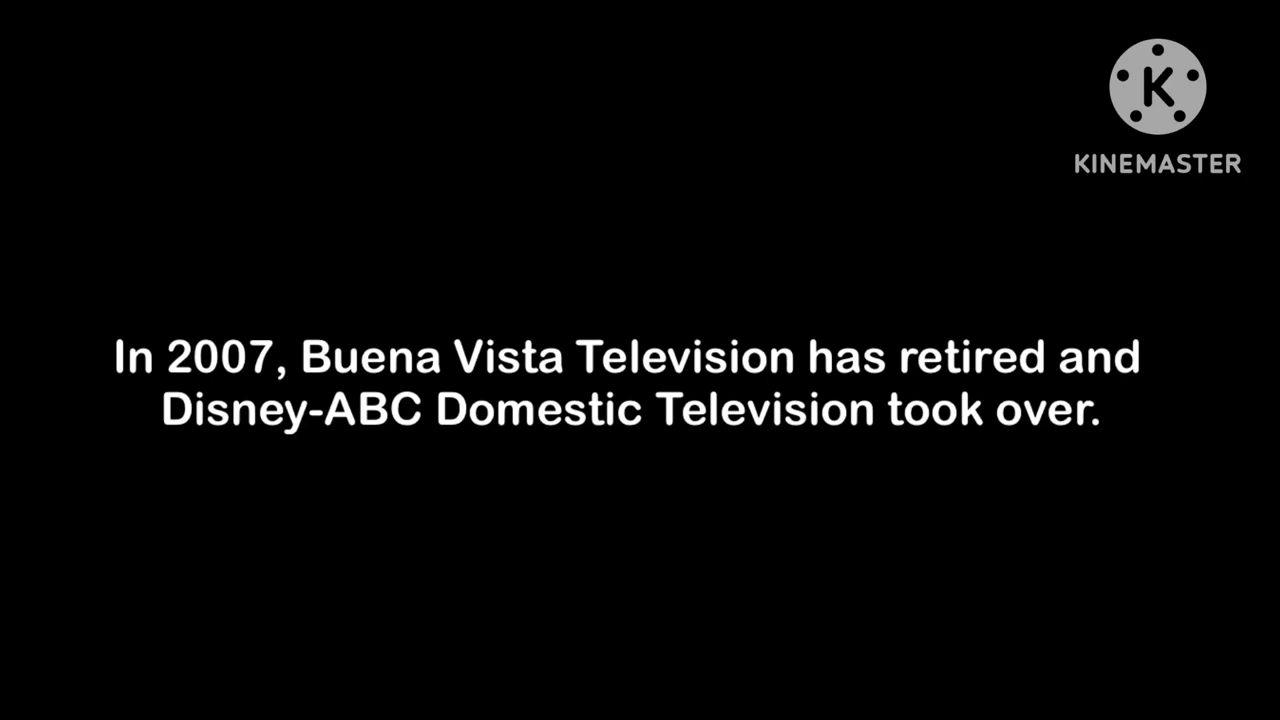 K
KINEMASTER
In 2007, Buena Vista Television has retired and
Disney-ABC Domestic Television took over.